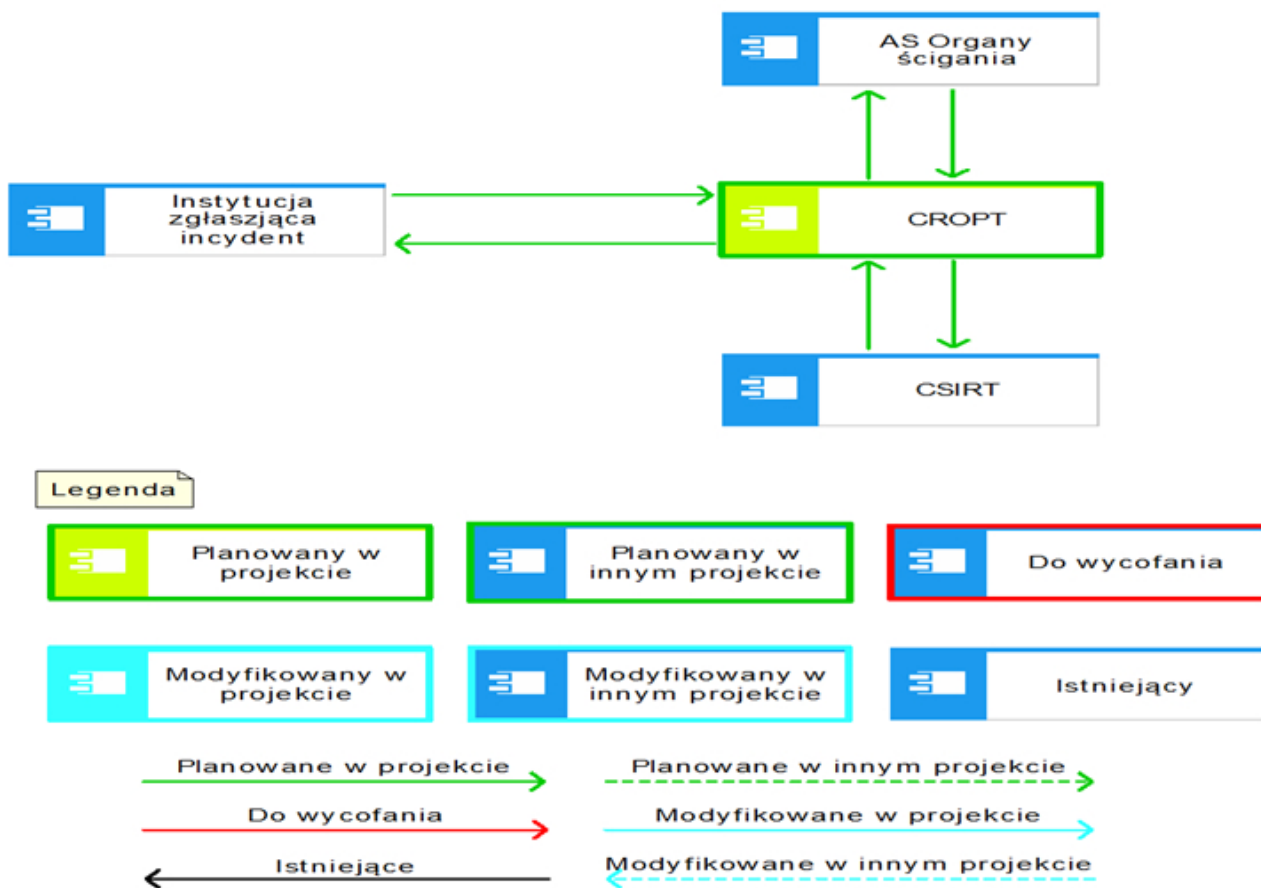 AS Organy
ścigania
Instytucja
zgłaszjąca
incydent
CROPT
CSIRT
Legenda
Planowany w
projekcie
Planowany w
innym projekcie
Do wycofania
Modyfikowany w
projekcie
Modyfikowany w
innym projekcie
Istniejący
Planowane w projekcie
Planowane w innym projekcie
Do wycofania
Modyfikowane w projekcie
Istniejące
Modyfikowane w innym projekcie